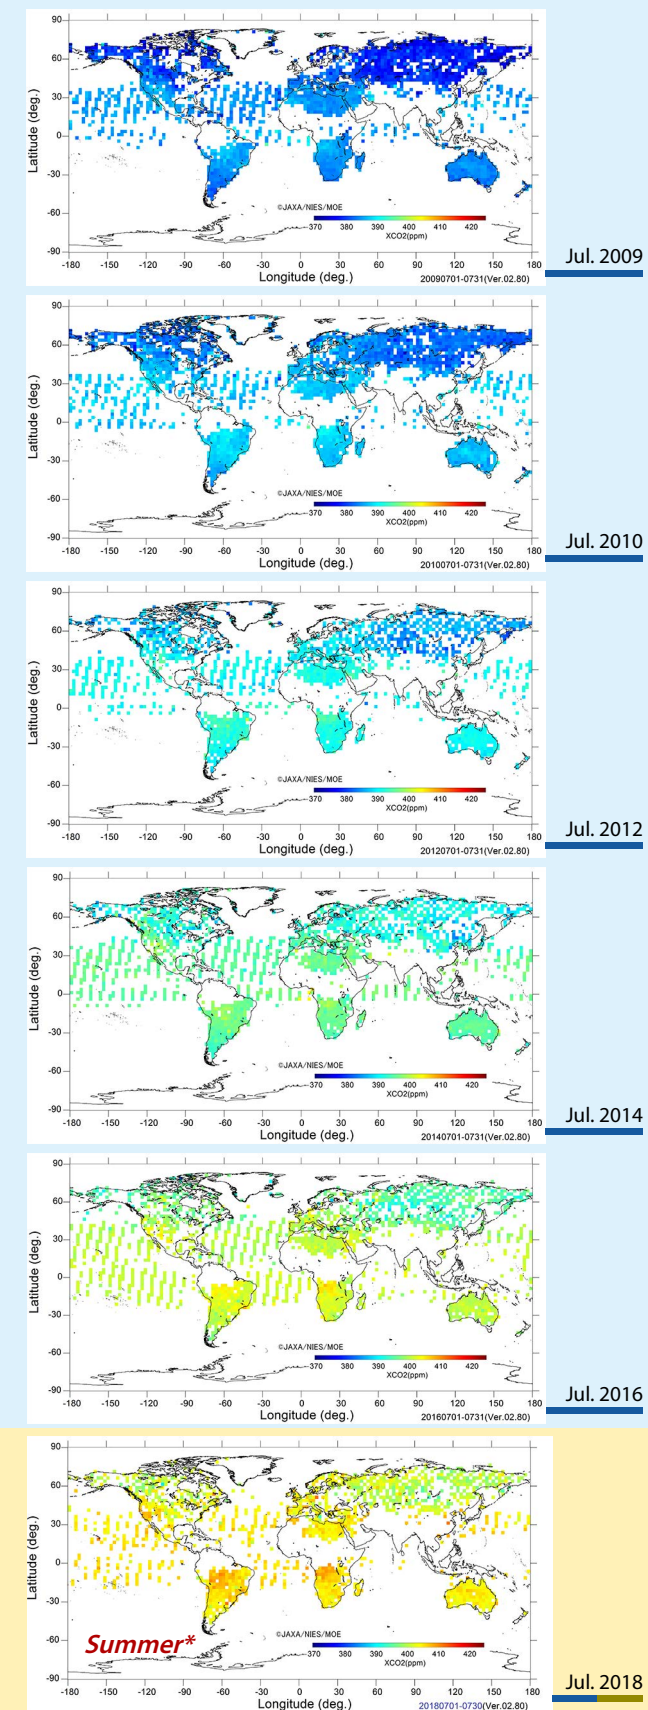 90
60
30
0
-30
-60
-90
Latitude (deg.)
©JAXA/NIES/MOE
370 380 390 400 410 420
XCO2(ppm)
-180 -150 -120 -90 -60 -30 0 30 60 90 120 150 180
Longitude (deg.)
20090701-0731(Ver.02.80)
Jul. 2009
90
60
30
0
-30
-60
-90
Latitude (deg.)
©JAXA/NIES/MOE
370 380 390 400 410 420
XCO2(ppm)
-180 -150 -120 -90 -60 -30 0 30 60 90 120 150 180
Longitude (deg.)
20100701-0731(Ver.02.80)
Jul. 2010
90
60
30
0
-30
-60
-90
Latitude (deg.)
©JAXA/NIES/MOE
370 380 390 400 410 420
XCO2(ppm)
-180 -150 -120 -90 -60 -30 0 30 60 90 120 150 180
Longitude (deg.)
20120701-0731(Ver.02.80)
Jul. 2012
90
60
30
0
-30
-60
-90
Latitude (deg.)
©JAXA/NIES/MOE
370 380 390 400 410 420
XCO2(ppm)
-180 -150 -120 -90 -60 -30 0 30 60 90 120 150 180
Longitude (deg.)
20140701-0731(Ver.02.80)
Jul. 2014
90
60
30
0
-30
-60
-90
Latitude (deg.)
©JAXA/NIES/MOE
370 380 390 400 410 420
XCO2(ppm)
-180 -150 -120 -90 -60 -30 0 30 60 90 120 150 180
Longitude (deg.)
20160701-0731(Ver.02.80)
Jul. 2016
90
60
30
0
-30
-60
-90
Latitude (deg.)
Summer*
©JAXA/NIES/MOE
370 380 390 400 410 420
XCO2(ppm)
-180 -150 -120 -90 -60 -30 0 30 60 90 120 150 180
Longitude (deg.)
20180701-0730(Ver.02.80)
Jul. 2018